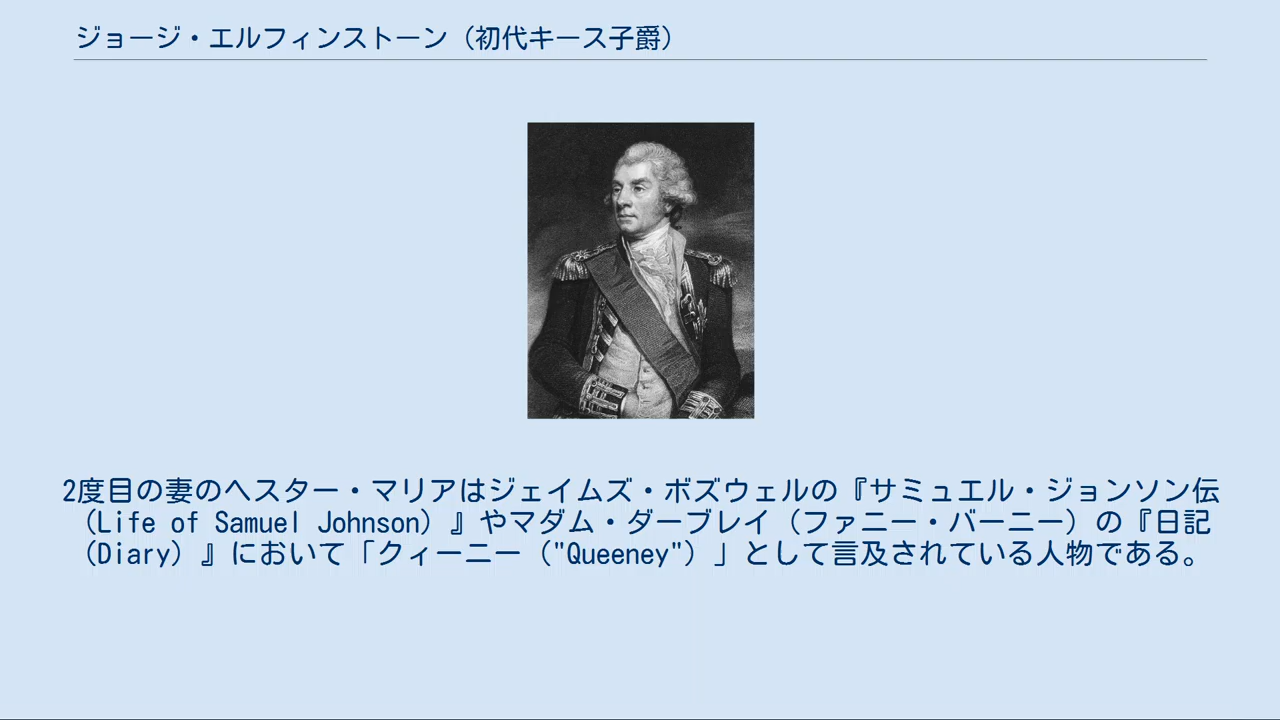 ジョージ・エルフィンストーン（初代キース子爵）
2度目の妻のヘスター・マリアはジェイムズ・ボズウェルの『サミュエル・ジョンソン伝
（Life of Samuel Johnson）』やマダム・ダーブレイ（ファニー・バーニー）の『日記
（Diary）』において「クィーニー（"Queeney"）」として言及されている人物である。